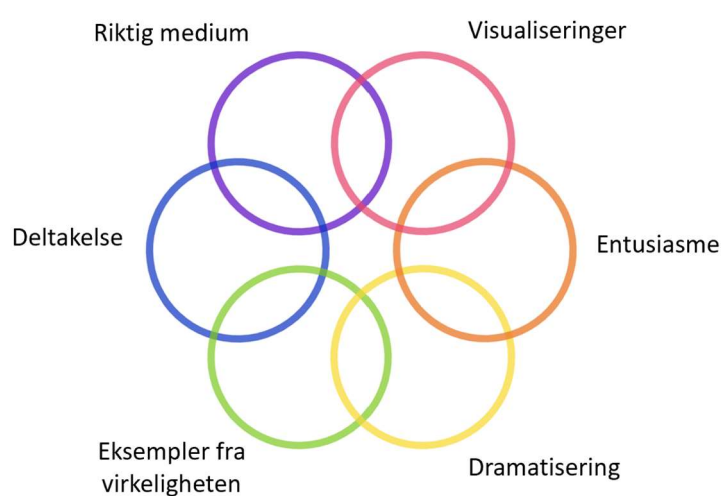 Riktig medium
Visualiseringer
Deltakelse
Entusiasme
Eksempler fra
virkeligheten
Dramatisering